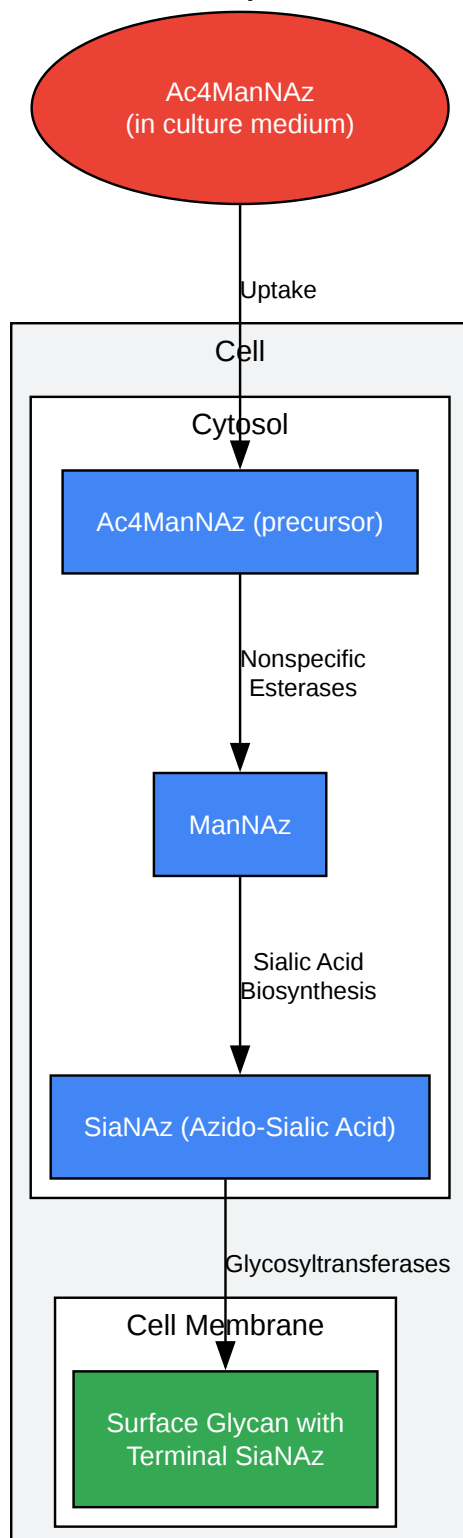 Ac4ManNAz
(in culture medium)
Uptake
Cell
Cytosol
Ac4ManNAz (precursor)
Nonspecific
Esterases
ManNAz
Sialic Acid
Biosynthesis
SiaNAz (Azido-Sialic Acid)
Glycosyltransferases
Cell Membrane
Surface Glycan with
Terminal SiaNAz